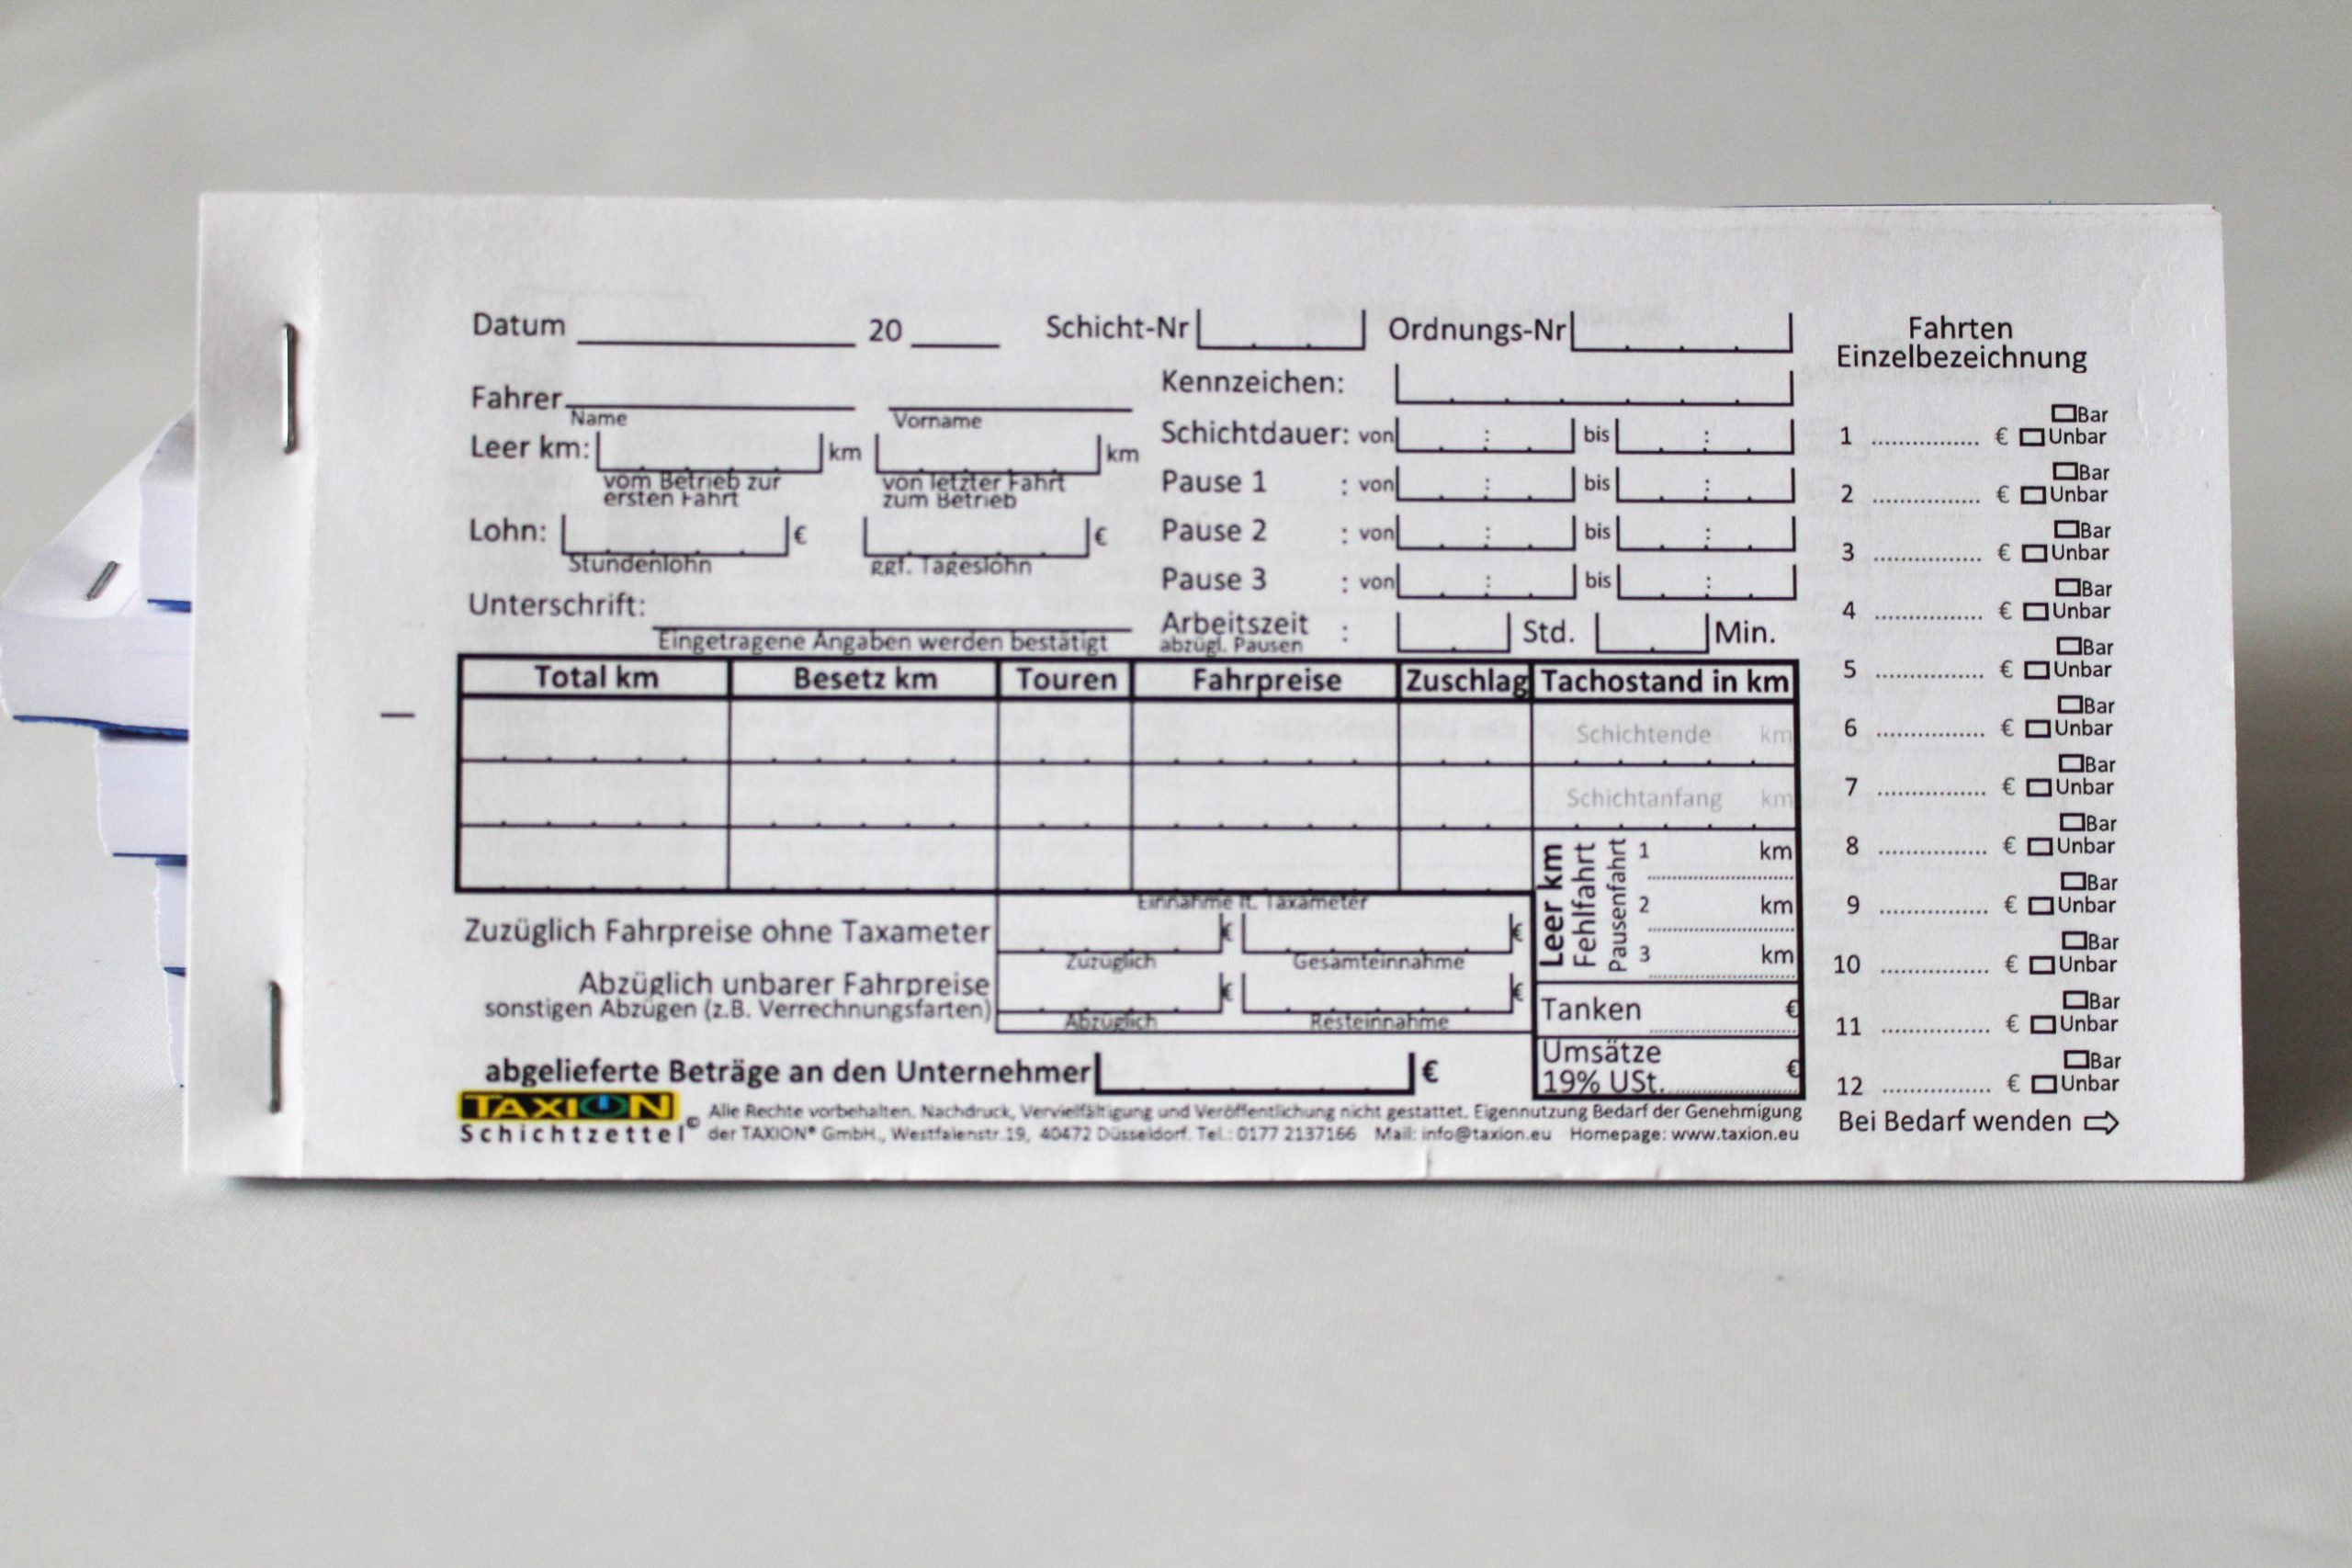 Datum 20 Schicht-Nr Ordnungs-Nr
Fahrer Name Vorname
Kennzeichen:
Leer km: km km
vom Betrieb zur ersten Fahrt
von letzter Fahrt zum Betrieb
Schichtdauer: von : bis :
Pause 1 : von : bis :
Lohn: € €
Stundenlohn ggf. Tageslohn
Pause 2 : von : bis :
Pause 3 : von : bis :
Unterschrift:
Eingetragene Angaben werden bestätigt
Arbeitszeit : Std. Min.
abzügl. Pausen
Total km Besetz km Touren Fahrpreise Zuschlag Tachostand in km
Schichtende km
Schichtanfang km
Leer km
Fehlfahrt
Pausenfahrt
1 km
2 km
3 km
Einnahme lt. Taxameter
Zuzüglich Fahrpreise ohne Taxameter € €
Zuzüglich Gesamteinnahme
Abzüglich unbarer Fahrpreise € €
sonstigen Abzügen (z.B. Verrechnungsfarten)
Abzüglich Resteinnahme
Tanken €
Umsätze
19% USt. €
abgelieferte Beträge an den Unternehmer €
TAXION
Schichtzettel©
Alle Rechte vorbehalten. Nachdruck, Vervielfältigung und Veröffentlichung nicht gestattet. Eigennutzung Bedarf der Genehmigung
der TAXION® GmbH., Westfalenstr.19, 40472 Düsseldorf. Tel.: 0177 2137166 Mail: info@taxion.eu Homepage: www.taxion.eu
Fahrten
Einzelbezeichnung
Bar
1 ............... € Unbar
Bar
2 ............... € Unbar
Bar
3 ............... € Unbar
Bar
4 ............... € Unbar
Bar
5 ............... € Unbar
Bar
6 ............... € Unbar
Bar
7 ............... € Unbar
Bar
8 ............... € Unbar
Bar
9 ............... € Unbar
Bar
10 ............... € Unbar
Bar
11 ............... € Unbar
Bar
12 ............... € Unbar
Bei Bedarf wenden ⇨